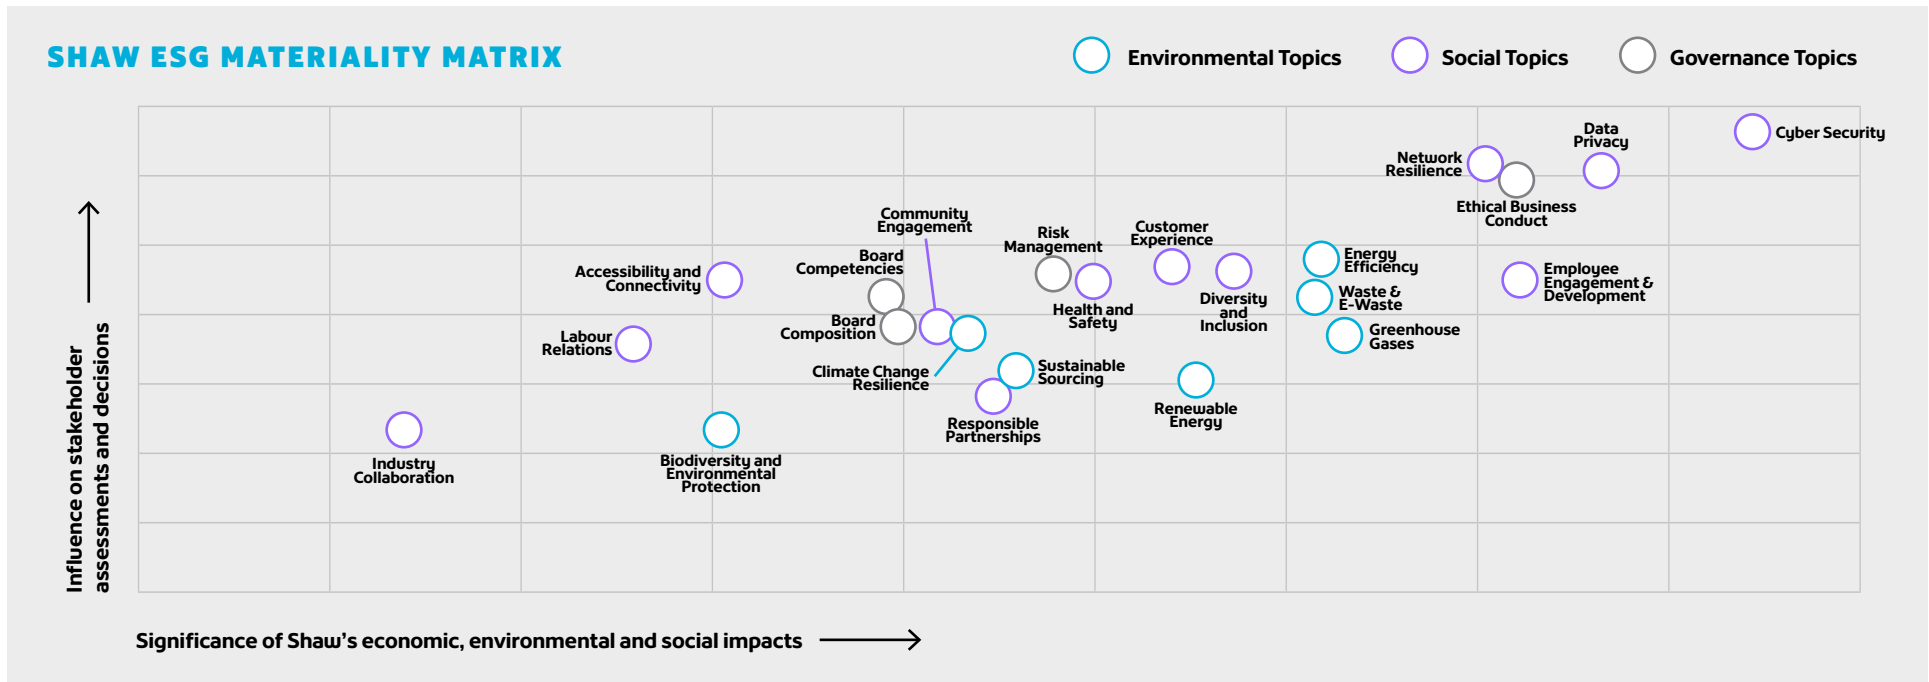 SHAW ESG MATERIALITY MATRIX
Environmental Topics
Social Topics
Governance Topics
Influence on stakeholder
assessments and decisions
Cyber Security
Data
Privacy
Network
Resilience
Ethical Business
Conduct
Community
Engagement
Customer
Experience
Risk
Management
Board
Competencies
Energy
Efficiency
Accessibility and
Connectivity
Employee
Engagement &
Development
Waste &
E-Waste
Diversity
and
Inclusion
Health and
Safety
Board
Composition
Greenhouse
Gases
Labour
Relations
Climate Change
Resilience
Sustainable
Sourcing
Renewable
Energy
Responsible
Partnerships
Industry
Collaboration
Biodiversity and
Environmental
Protection
Significance of Shaw's economic, environmental and social impacts